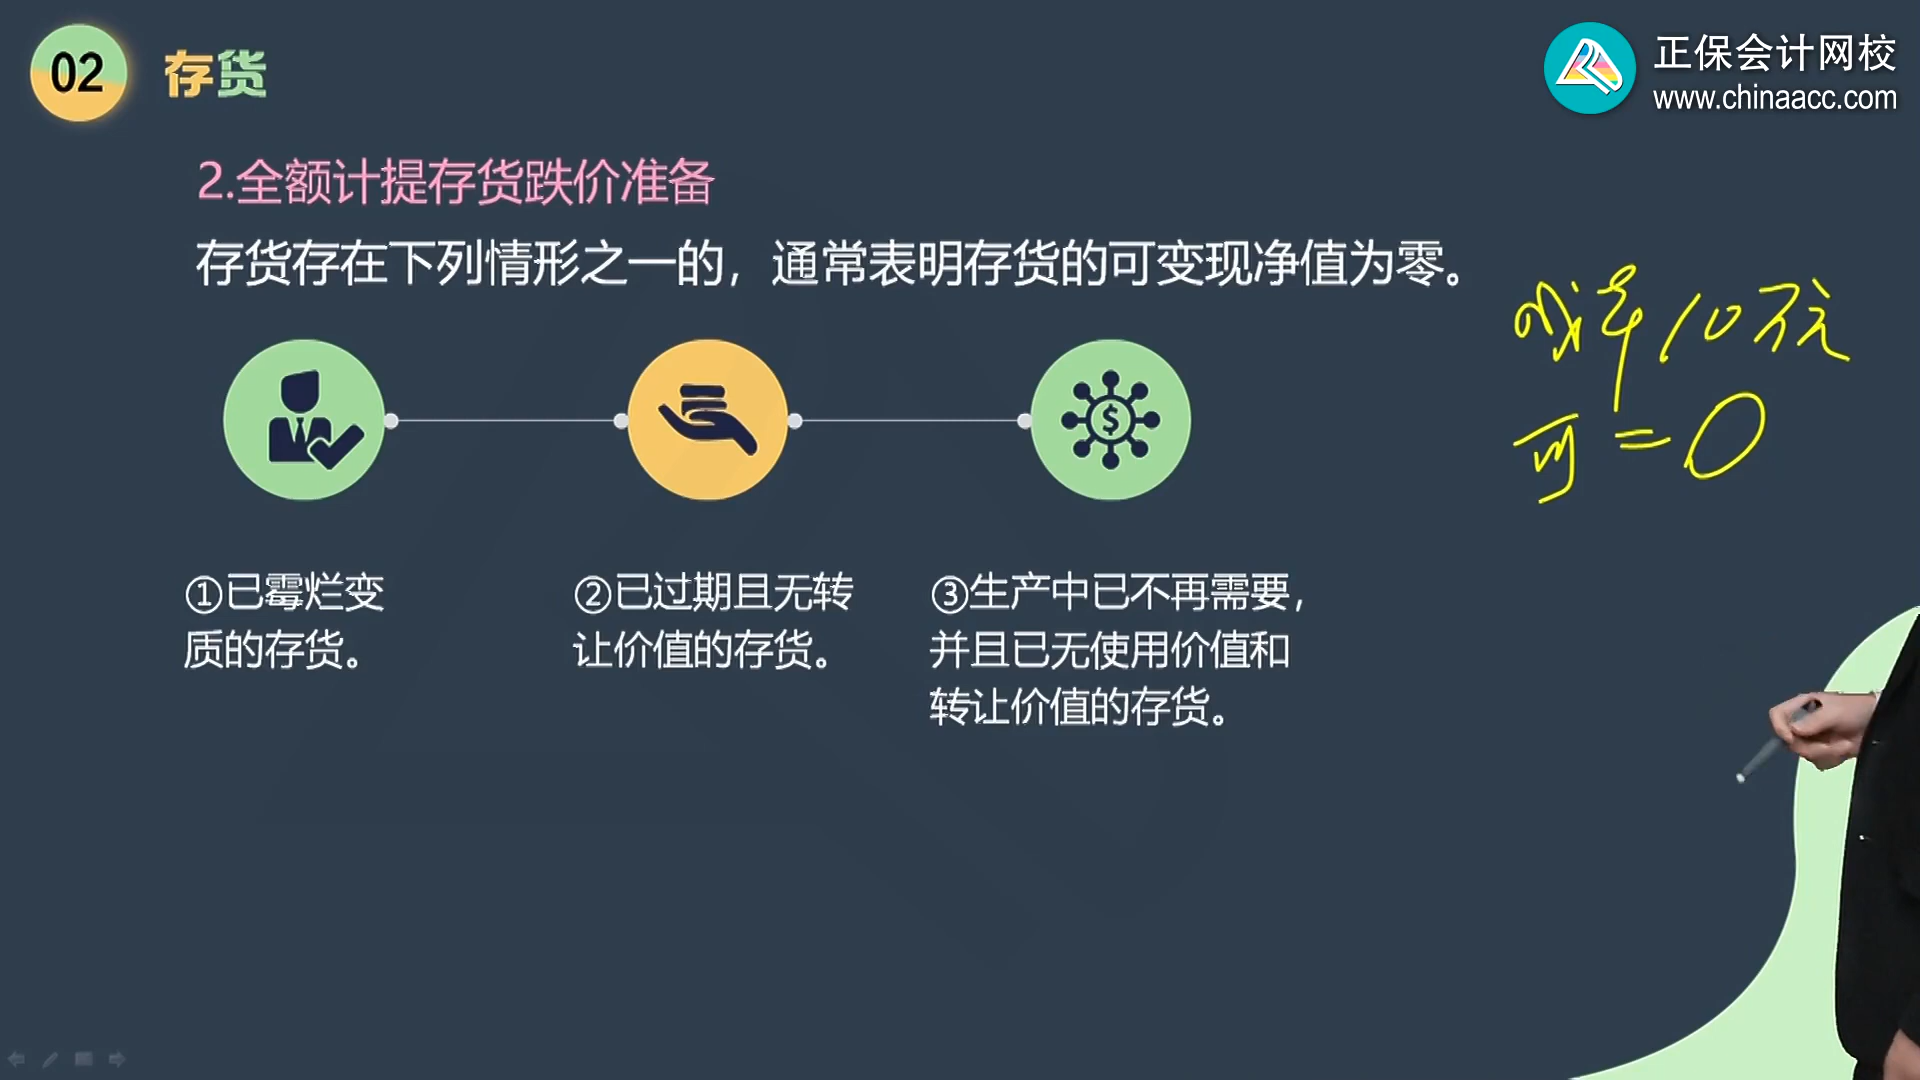 02 存货
正保会计网校
www.chinaacc.com
2.全额计提存货跌价准备
存货存在下列情形之一的，通常表明存货的可变现净值为零。
10万元
可=0
①已霉烂变
质的存货。
②已过期且无转
让价值的存货。
③生产中已不再需要，
并且已无使用价值和
转让价值的存货。